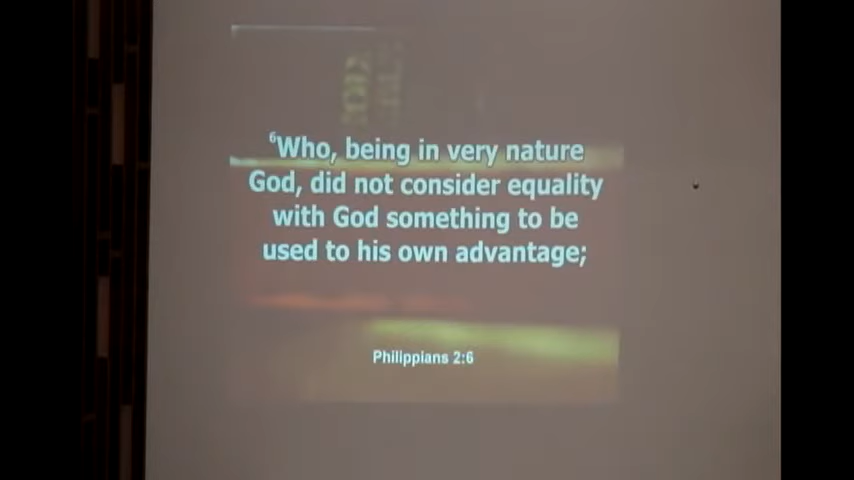 ⁶Who, being in very nature
God, did not consider equality
with God something to be
used to his own advantage;
Philippians 2:6